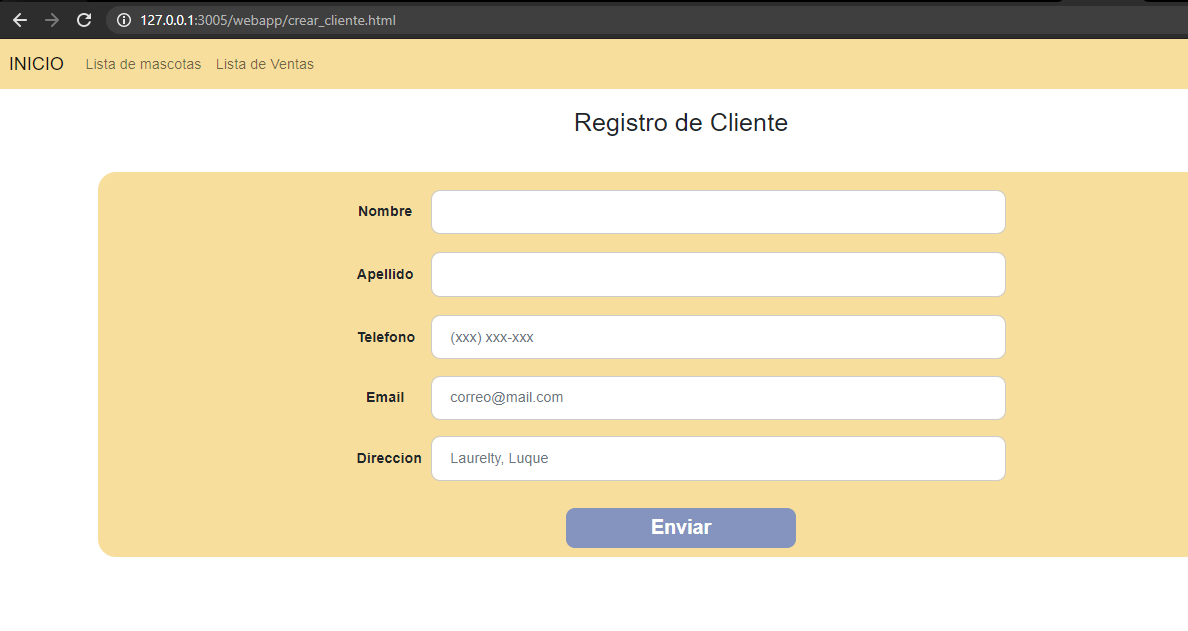 127.0.0.1:3005/webapp/crear_cliente.html
INICIO Lista de mascotas Lista de Ventas
Registro de Cliente
Nombre
Apellido
Telefono (xxx) xxx-xxx
Email correo@mail.com
Direccion Laurelty, Luque
Enviar